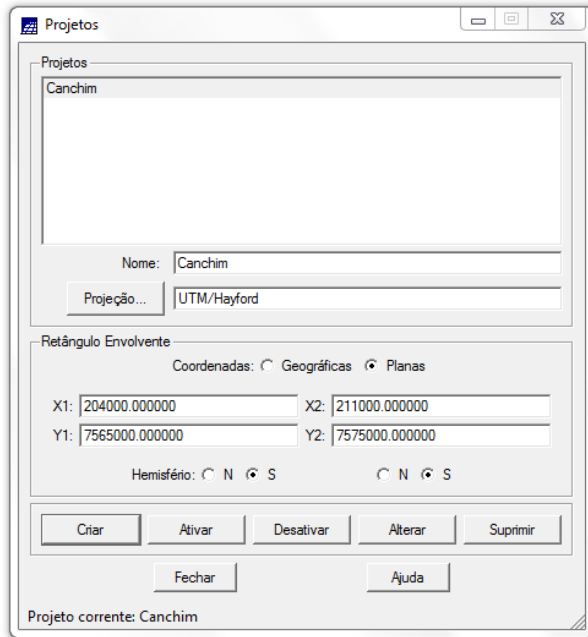 Projetos
Projetos
Canchim
Nome: Canchim
Projeção... UTM/Hayford
Retângulo Envolvente
Coordenadas: Geográficas Planas
X1: 204000.000000 X2: 211000.000000
Y1: 7565000.000000 Y2: 7575000.000000
Hemisfério: N S N S
Criar Ativar Desativar Alterar Suprimir
Fechar Ajuda
Projeto corrente: Canchim